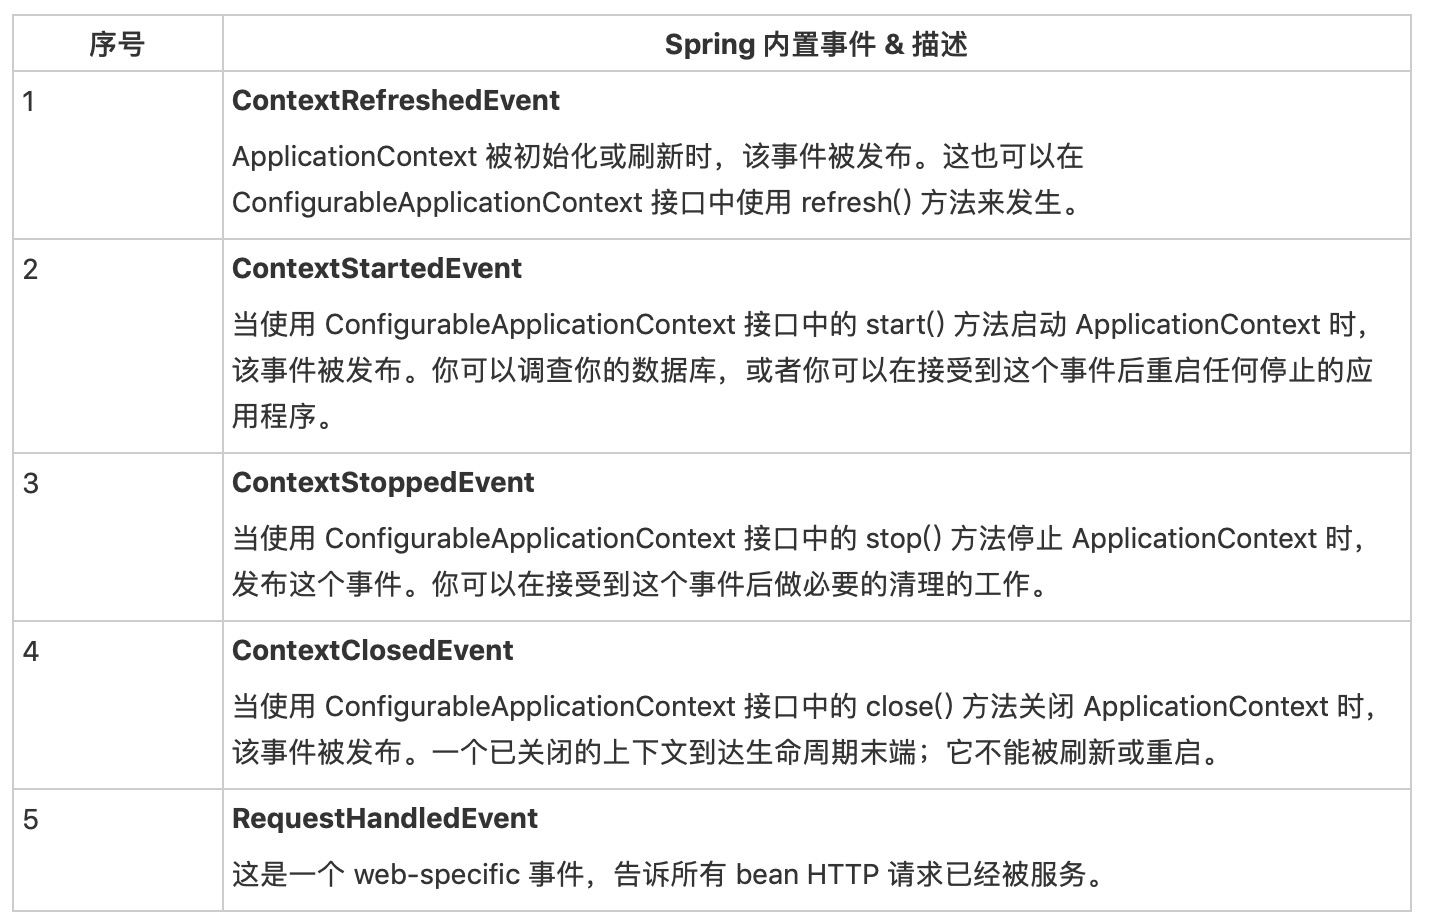 序号
Spring 内置事件 & 描述
1
ContextRefreshedEvent
ApplicationContext 被初始化或刷新时，该事件被发布。这也可以在
ConfigurableApplicationContext 接口中使用 refresh() 方法来发生。
2
ContextStartedEvent
当使用 ConfigurableApplicationContext 接口中的 start() 方法启动 ApplicationContext 时，
该事件被发布。你可以调查你的数据库，或者你可以在接受到这个事件后重启任何停止的应
用程序。
3
ContextStoppedEvent
当使用 ConfigurableApplicationContext 接口中的 stop() 方法停止 ApplicationContext 时，
发布这个事件。你可以在接受到这个事件后做必要的清理的工作。
4
ContextClosedEvent
当使用 ConfigurableApplicationContext 接口中的 close() 方法关闭 ApplicationContext 时，
该事件被发布。一个已关闭的上下文到达生命周期末端；它不能被刷新或重启。
5
RequestHandledEvent
这是一个 web-specific 事件，告诉所有 bean HTTP 请求已经被服务。